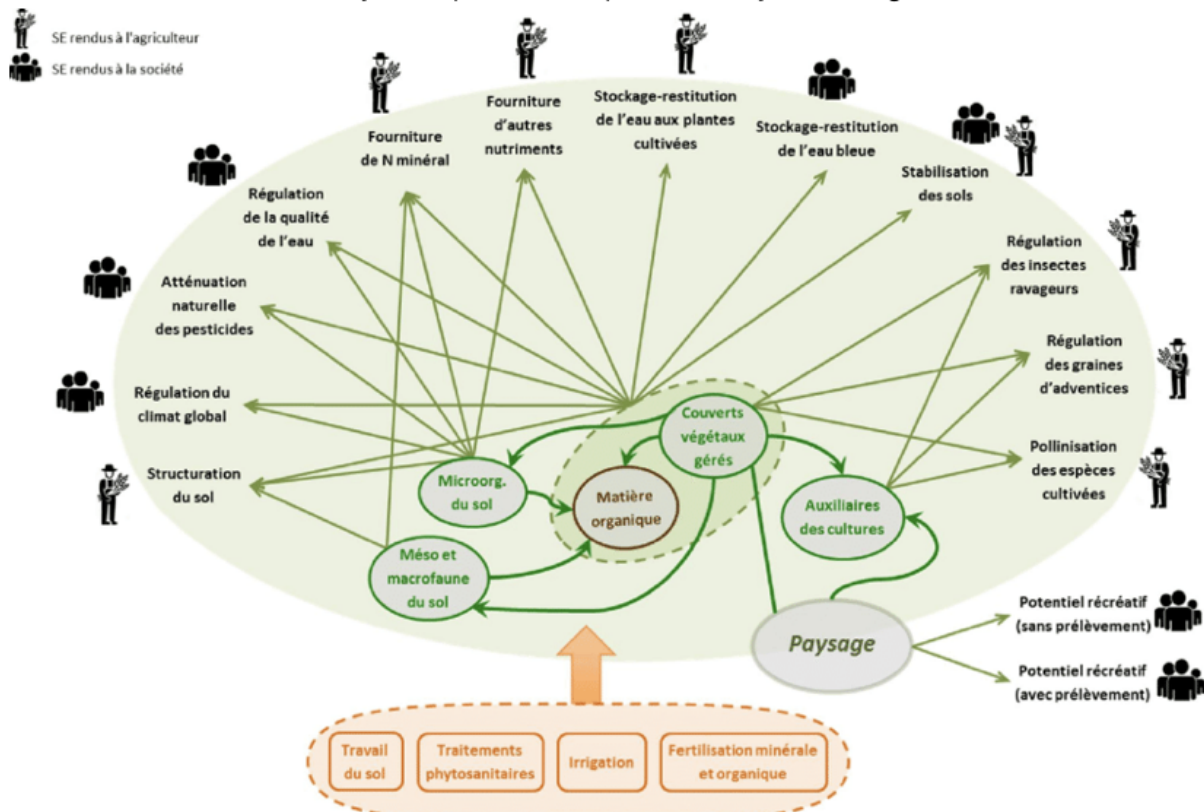 SE rendus à l'agriculteur
SE rendus à la société
Fourniture
de N minéral
Fourniture
d'autres
nutriments
Stockage-restitution
de l'eau aux plantes
cultivées
Stockage-restitution
de l'eau bleue
Stabilisation
des sols
Régulation
de la qualité
de l'eau
Régulation
des insectes
ravageurs
Atténuation
naturelle
des pesticides
Régulation
des graines
d'adventices
Régulation du
climat global
Pollinisation
des espèces
cultivées
Structuration
du sol
Couverts
végétaux
gérés
Microorg.
du sol
Matière
organique
Auxiliaires
des cultures
Méso et
macrofaune
du sol
Paysage
Potentiel récréatif
(sans prélèvement)
Potentiel récréatif
(avec prélèvement)
Travail
du sol
Traitements
phytosanitaires
Irrigation
Fertilisation minérale
et organique